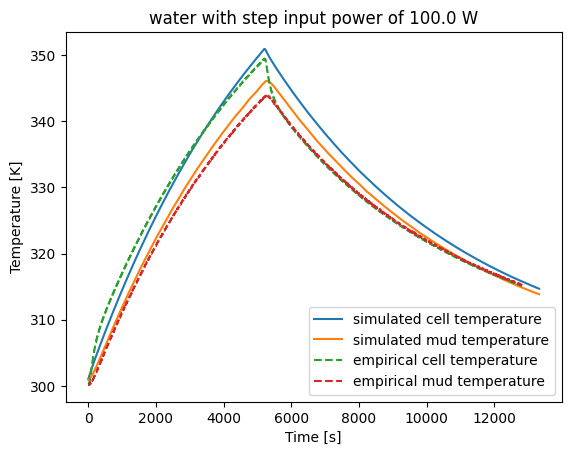 water with step input power of 100.0 W
Temperature [K]
350
340
330
320
310
300
0
2000
4000
6000
8000
10000
12000
Time [s]
simulated cell temperature
simulated mud temperature
empirical cell temperature
empirical mud temperature